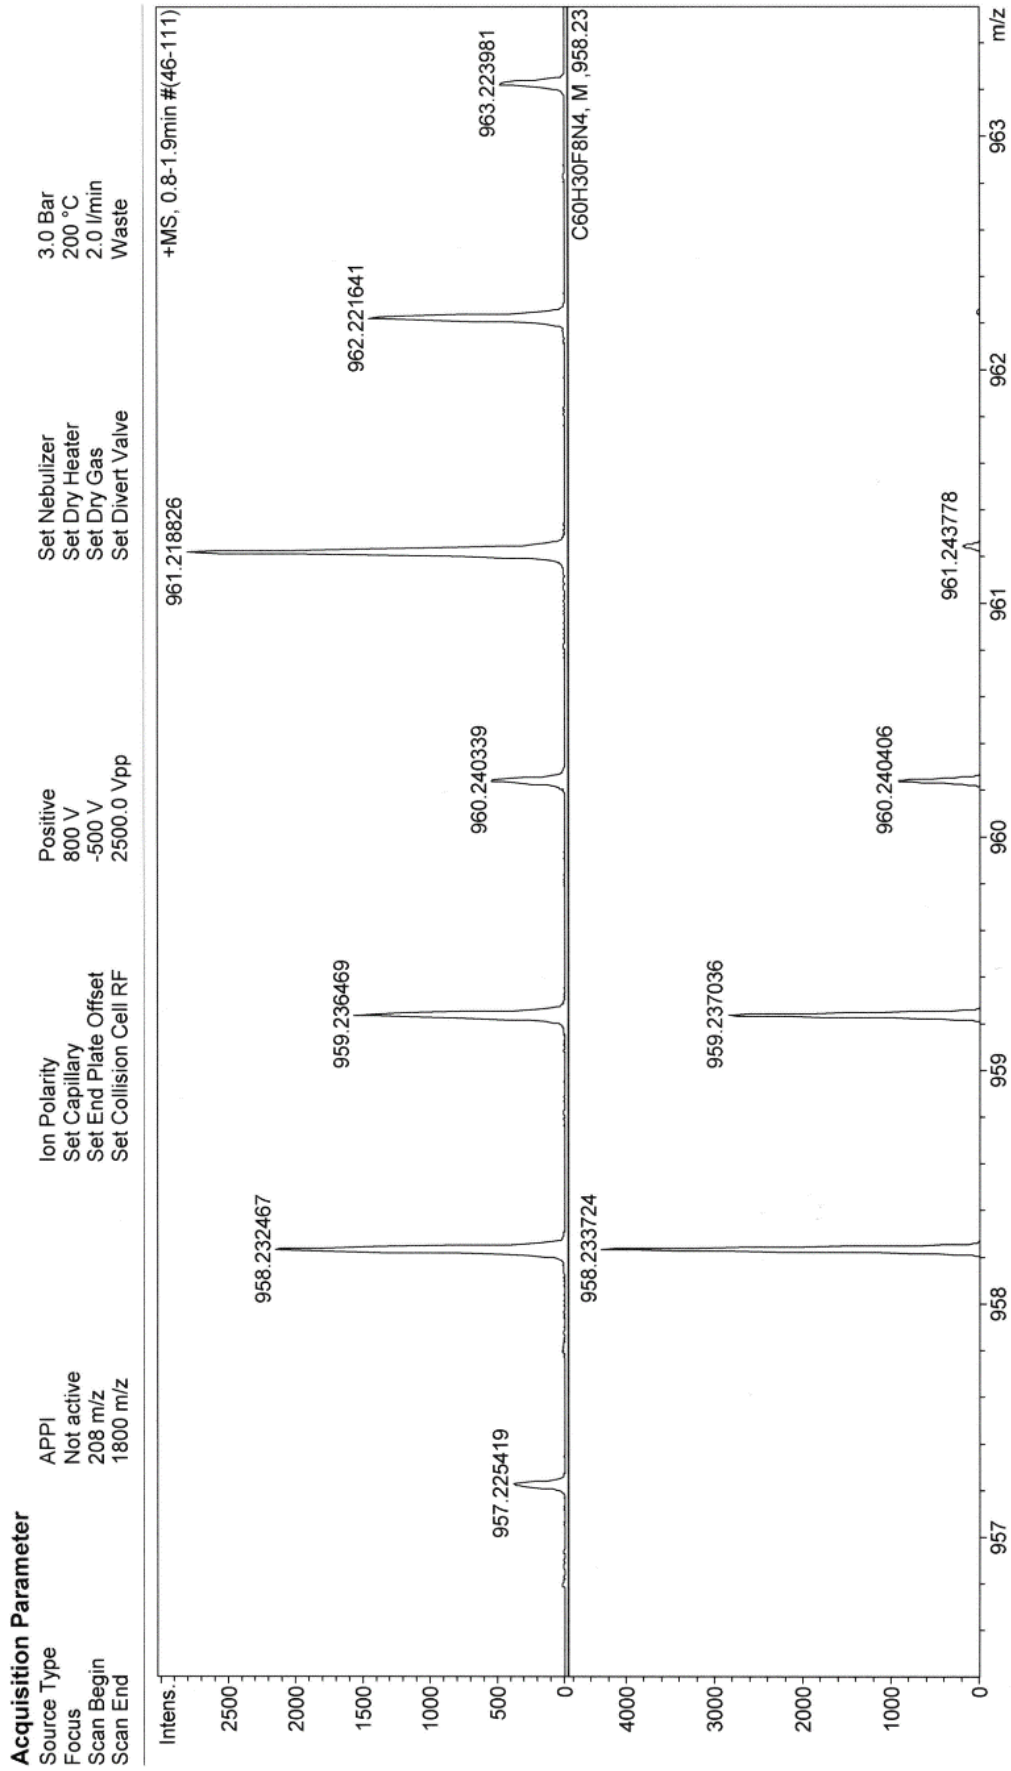 Acquisition Parameter
Source Type APPI Ion Polarity Positive Set Nebulizer 3.0 Bar
Focus Not active Set Capillary 800 V Set Dry Heater 200 °C
Scan Begin 208 m/z Set End Plate Offset -500 V Set Dry Gas 2.0 l/min
Scan End 1800 m/z Set Collision Cell RF 2500.0 Vpp Set Divert Valve Waste
Intens.
+MS, 0.8-1.9min #(46-111)
961.218826
2500
958.232467
2000
959.236469
962.221641
1500
1000
957.225419
960.240339
963.223981
500
0
C60H30F8N4, M ,958.23
958.233724
4000
959.237036
3000
2000
960.240406
961.243778
1000
0
957 958 959 960 961 962 963 m/z